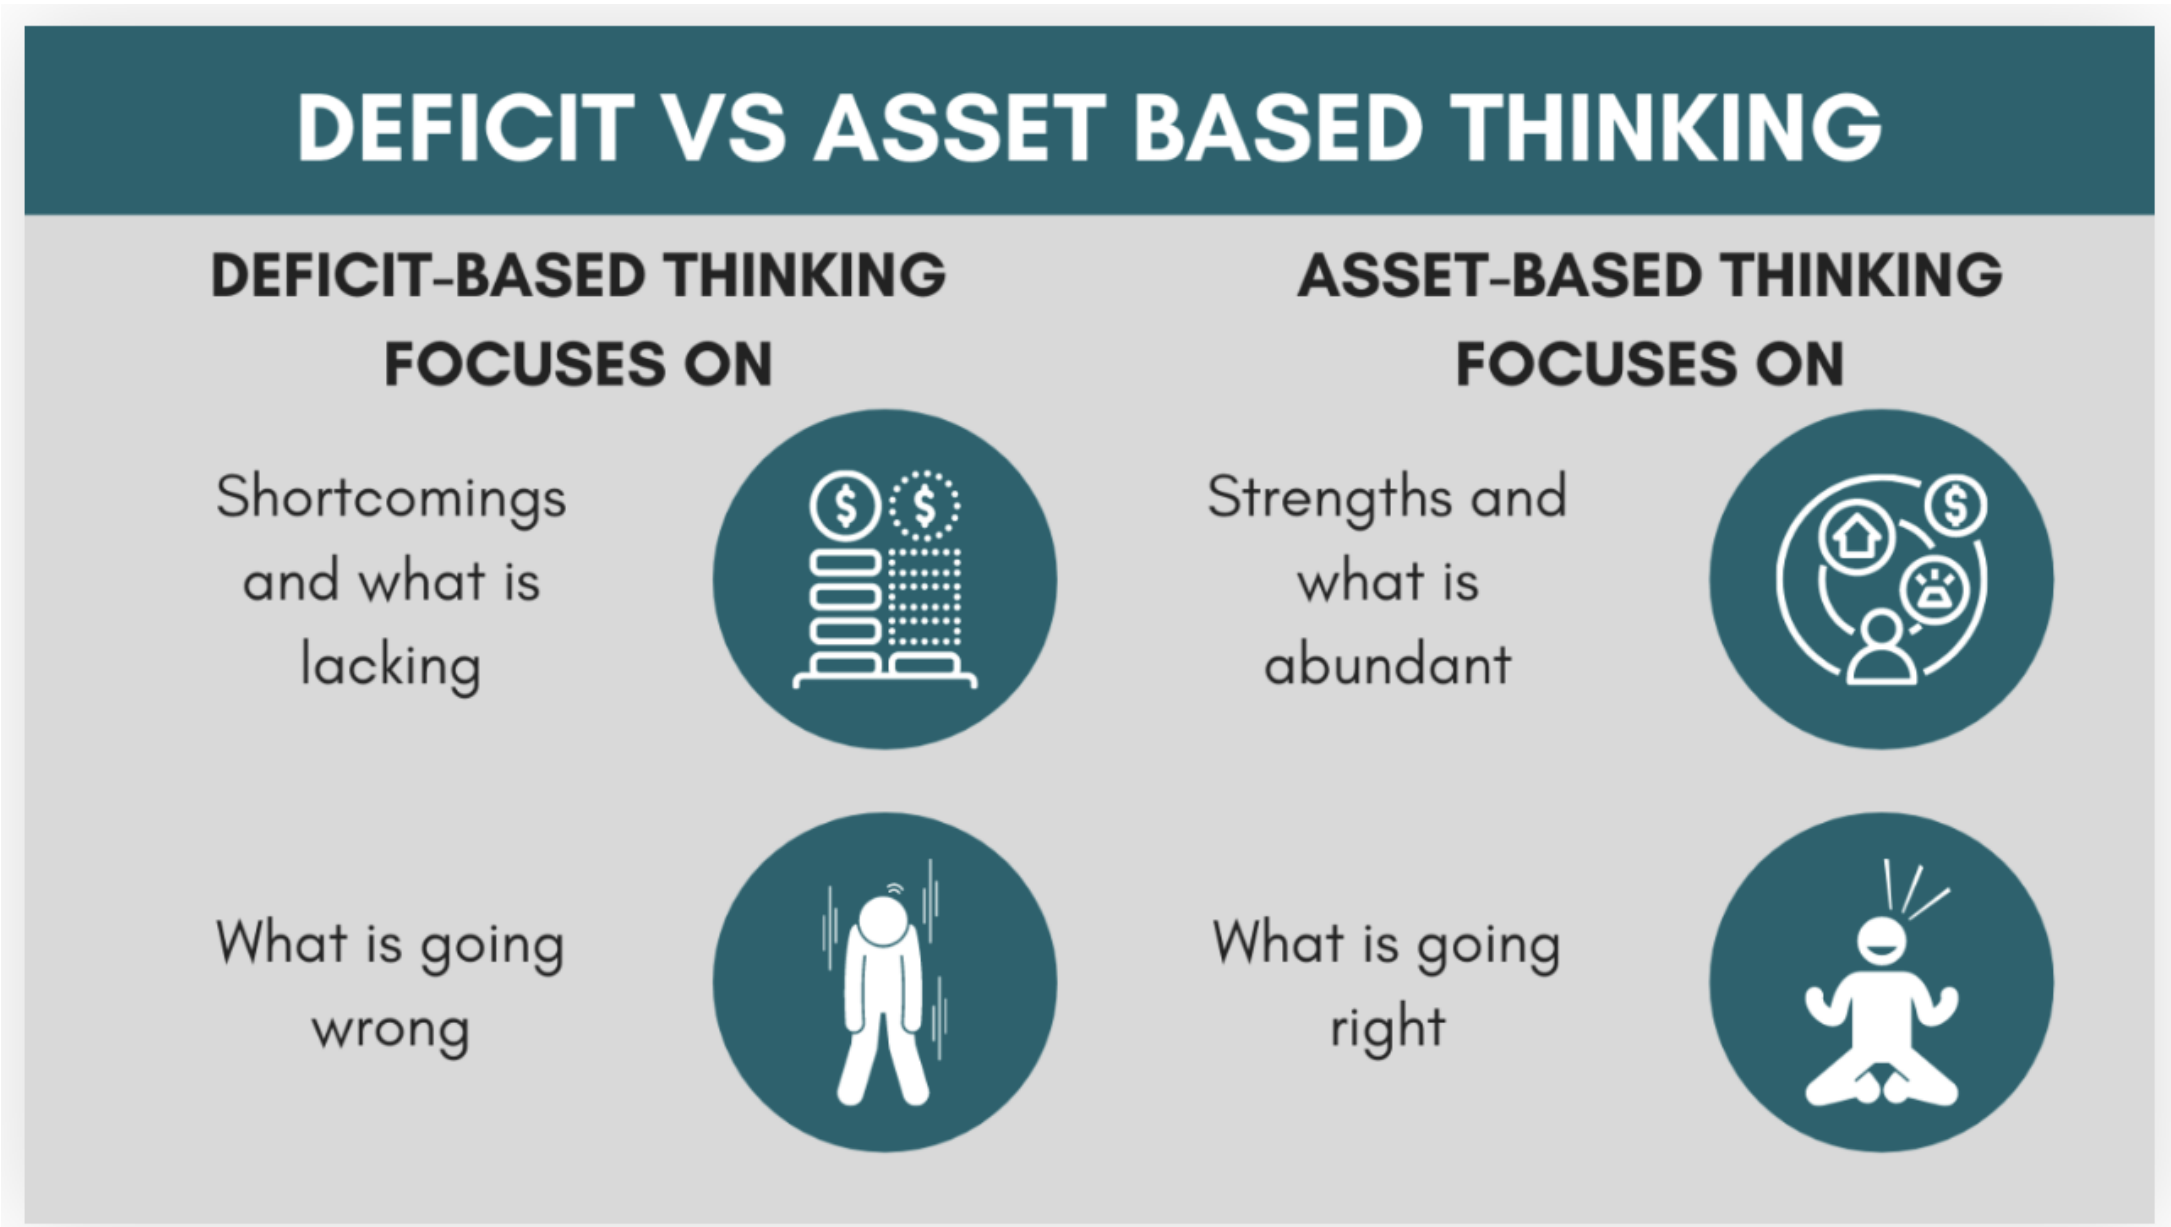 DEFICIT VS ASSET BASED THINKING
DEFICIT-BASED THINKING
FOCUSES ON
Shortcomings
and what is
lacking
$ $
What is going
wrong
ASSET-BASED THINKING
FOCUSES ON
Strengths and
what is
abundant
$
What is going
right